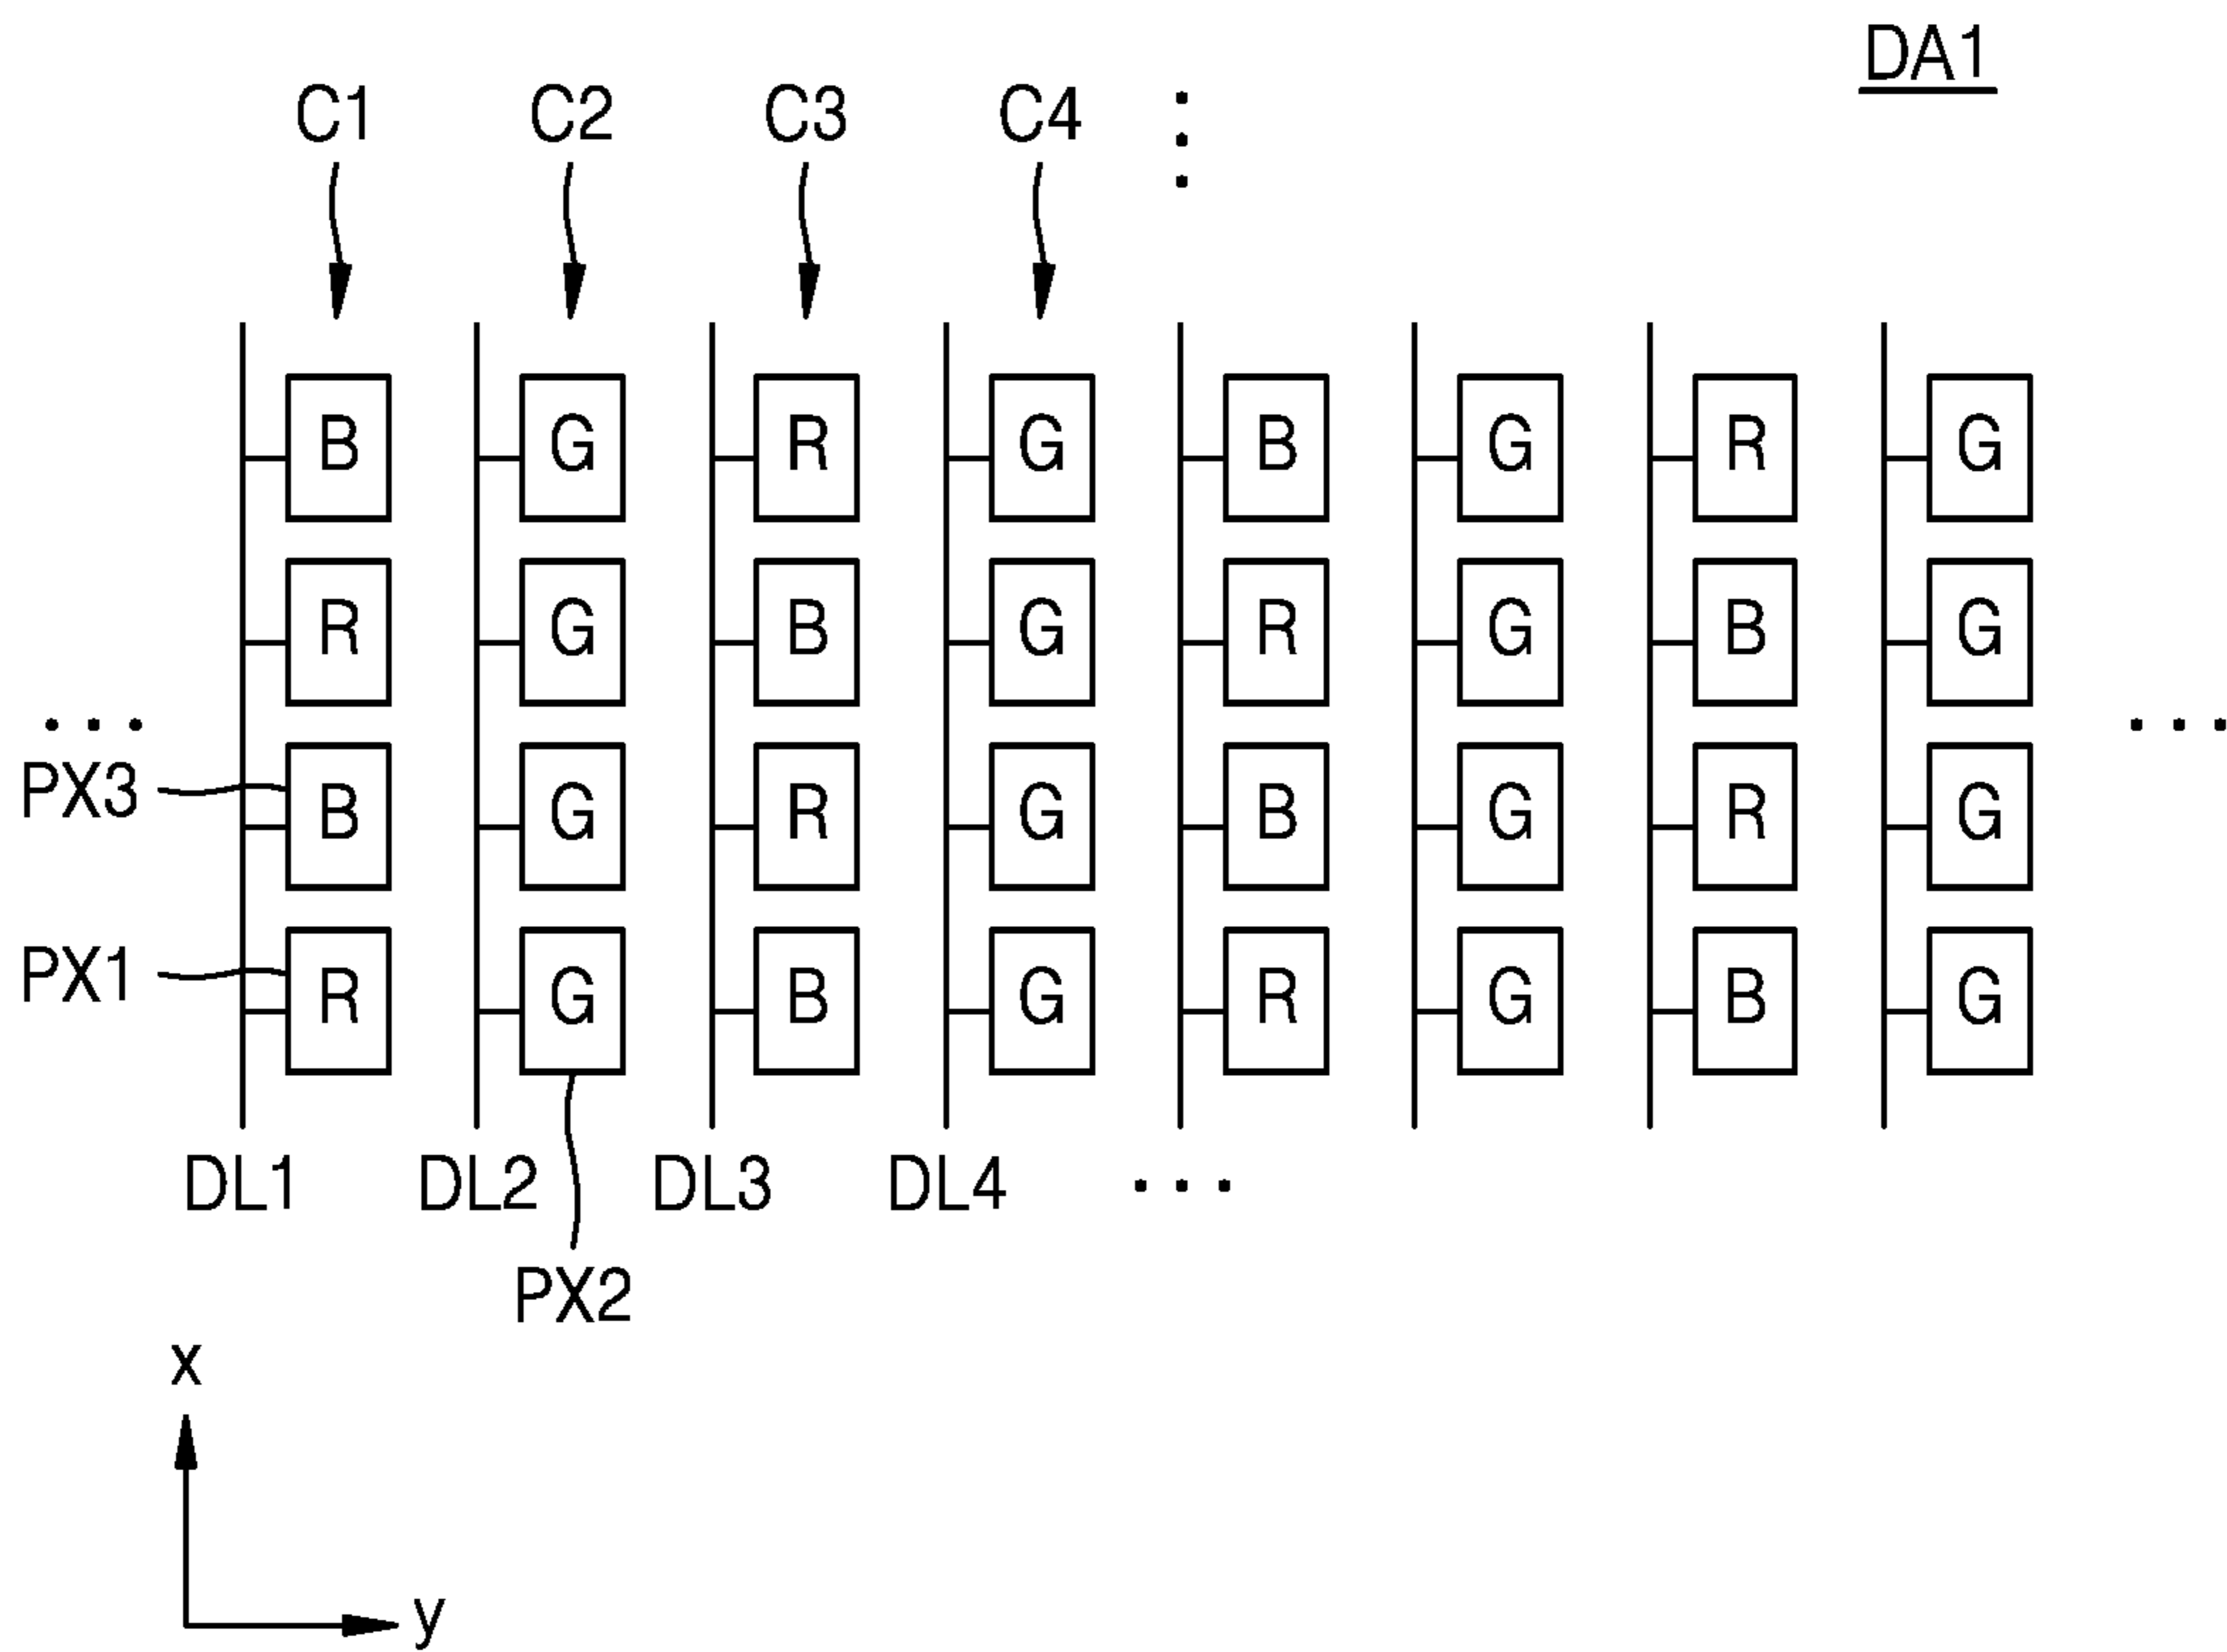 DA1
C1 C2 C3 C4
B G R G B G R G
R G B G R G B G
PX3 B G R G B G R G
PX1 R G B G R G B G
DL1 DL2 DL3 DL4 ...
PX2
x
y